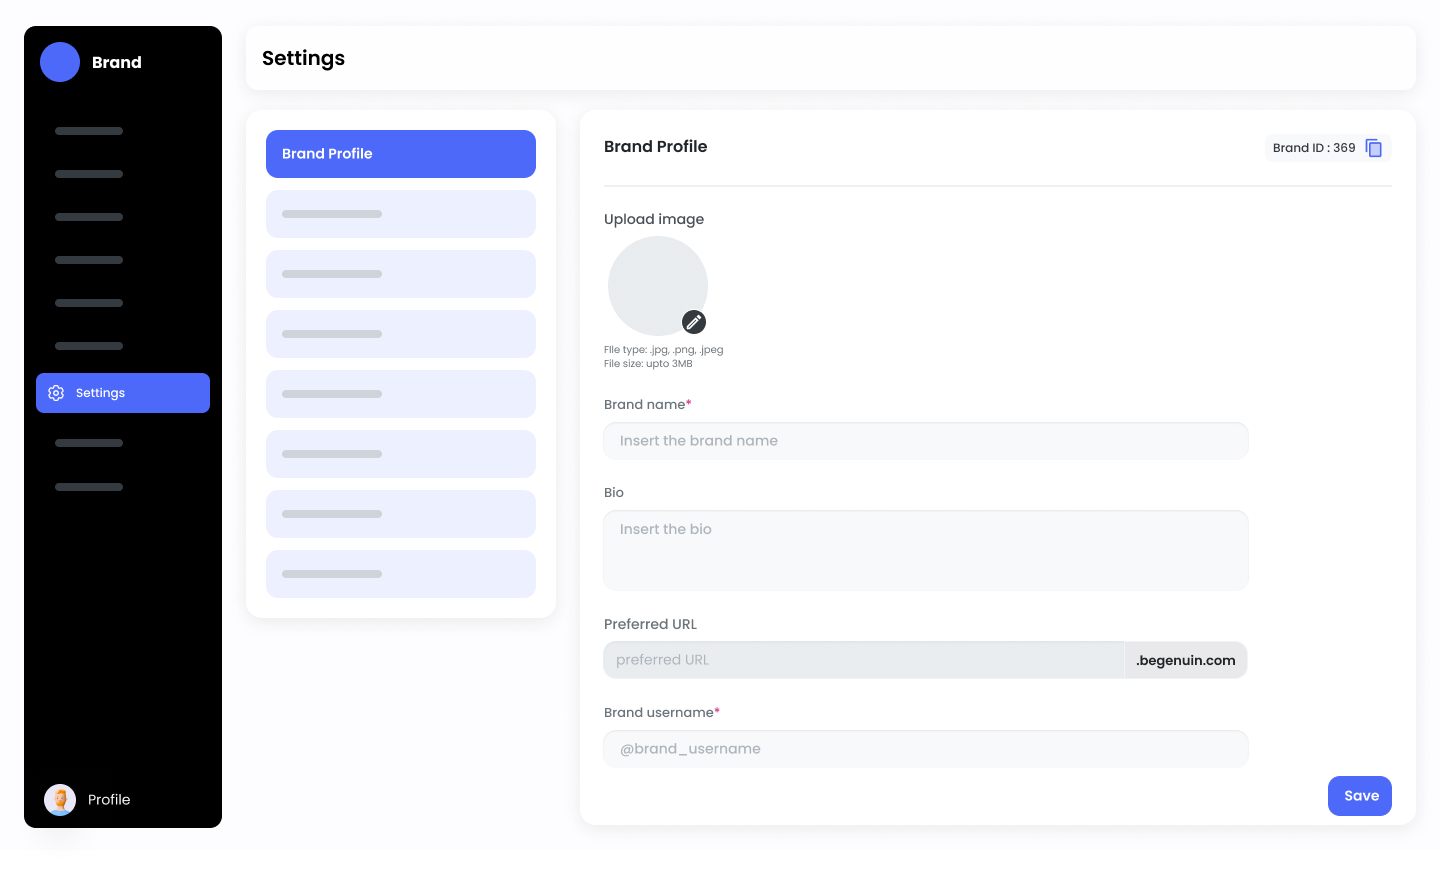 Brand
Settings
Profile
Settings
Brand Profile
Brand Profile
Brand ID : 369
Upload image
FIle type: .jpg, .png, .jpeg
File size: upto 3MB
Brand name*
Insert the brand name
Bio
Insert the bio
Preferred URL
preferred URL
.begenuin.com
Brand username*
@brand_username
Save